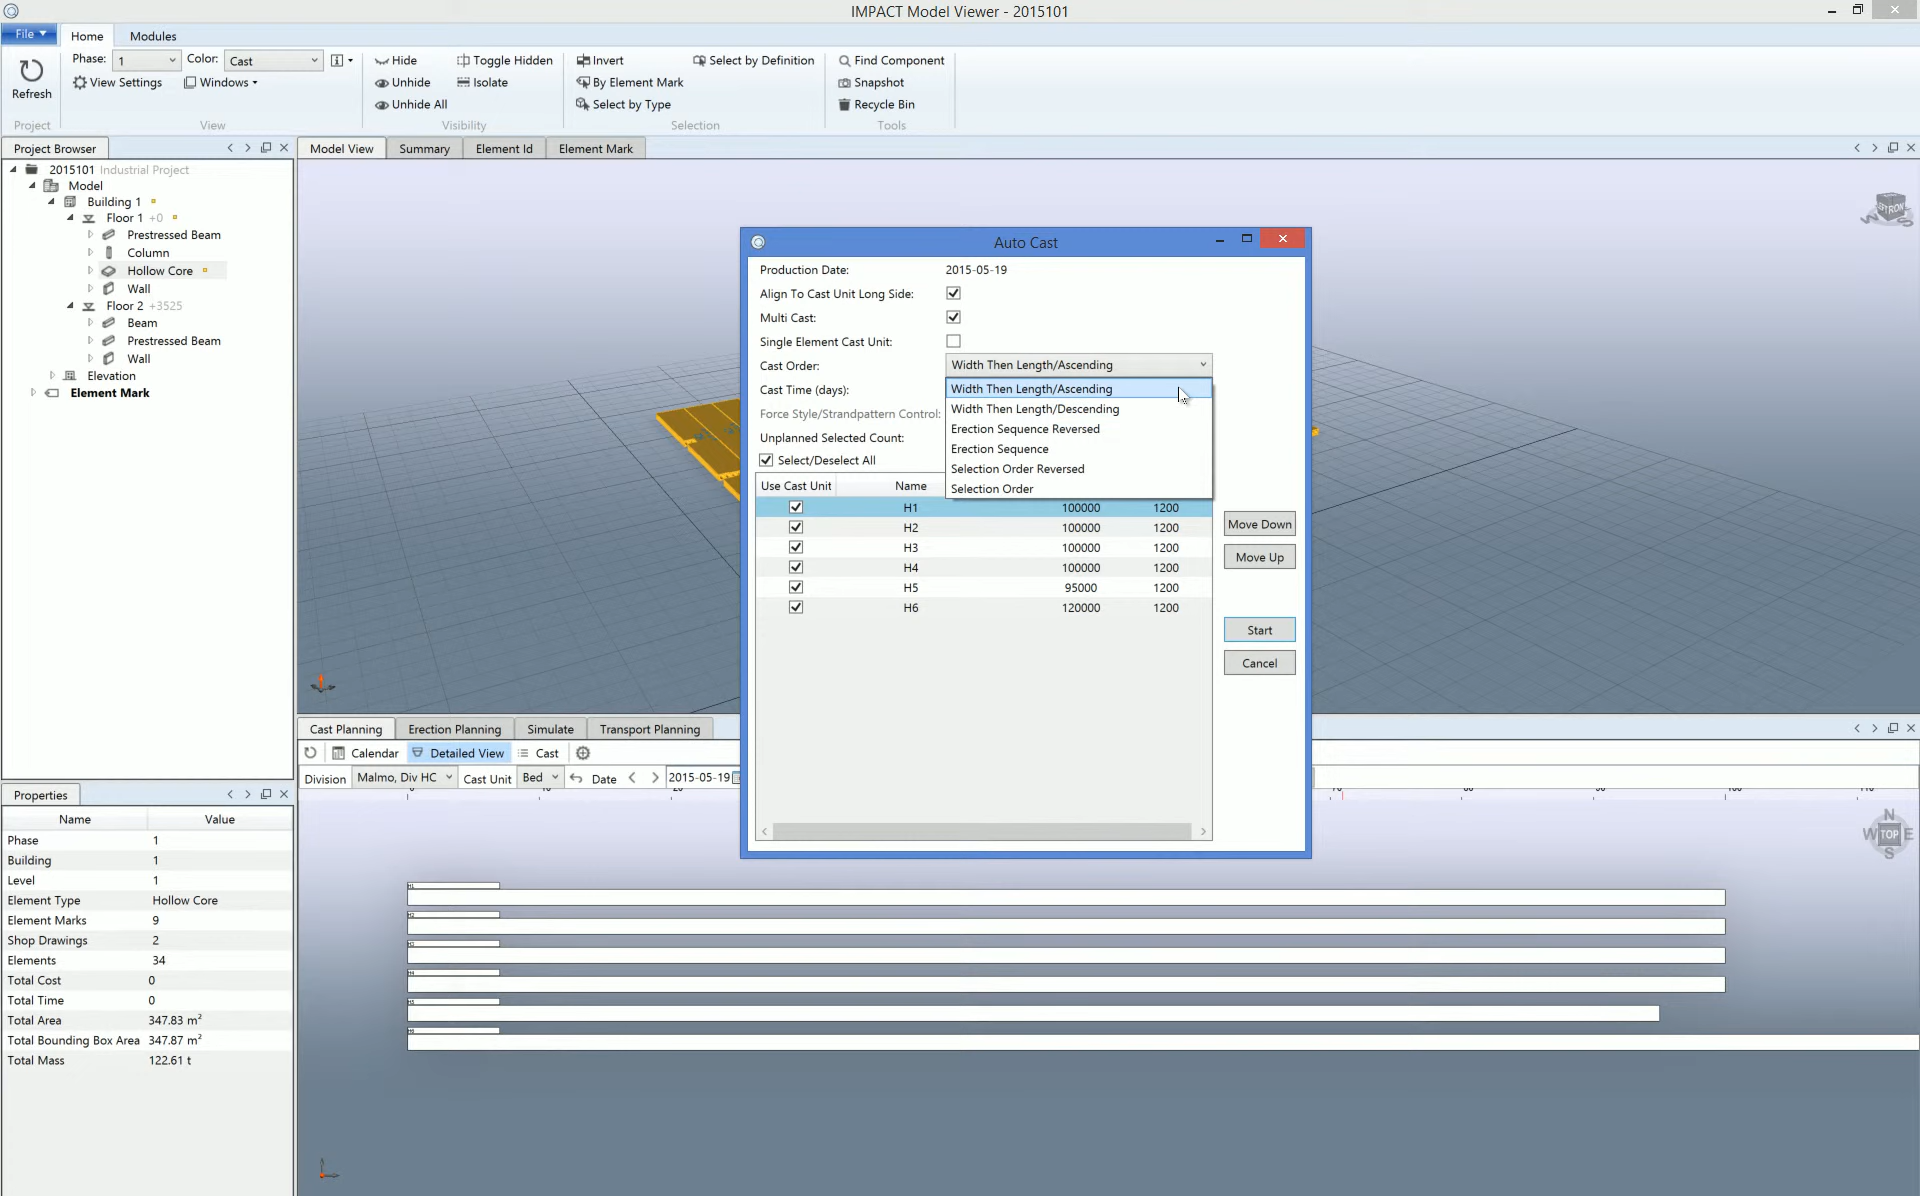 IMPACT Model Viewer - 2015101
File Home Modules
Refresh
Phase: 1 Color: Cast
View Settings Windows
Hide Toggle Hidden
Unhide Isolate
Unhide All
Invert Select by Definition
By Element Mark
Select by Type
Find Component
Snapshot
Recycle Bin
Project View Visibility Selection Tools
Project Browser
2015101 Industrial Project
Model
Building 1
Floor 1 +0
Prestressed Beam
Column
Hollow Core
Wall
Floor 2 +3525
Beam
Prestressed Beam
Wall
Elevation
Element Mark
Model View Summary Element Id Element Mark
Auto Cast
Production Date: 2015-05-19
Align To Cast Unit Long Side:
Multi Cast:
Single Element Cast Unit:
Cast Order: Width Then Length/Ascending
Cast Time (days):
Force Style/Strandpattern Control:
Unplanned Selected Count:
Select/Deselect All
Width Then Length/Ascending
Width Then Length/Descending
Erection Sequence Reversed
Erection Sequence
Selection Order Reversed
Selection Order
Use Cast Unit Name
H1 100000 1200
H2 100000 1200
H3 100000 1200
H4 100000 1200
H5 95000 1200
H6 120000 1200
Move Down
Move Up
Start
Cancel
Cast Planning Erection Planning Simulate Transport Planning
Calendar Detailed View Cast
Division Malmo, Div HC Cast Unit Bed Date 2015-05-19
H1
H2
H3
H4
H5
H6
N
W TOP E
S
Properties
Name Value
Phase 1
Building 1
Level 1
Element Type Hollow Core
Element Marks 9
Shop Drawings 2
Elements 34
Total Cost 0
Total Time 0
Total Area 347.83 m²
Total Bounding Box Area 347.87 m²
Total Mass 122.61 t